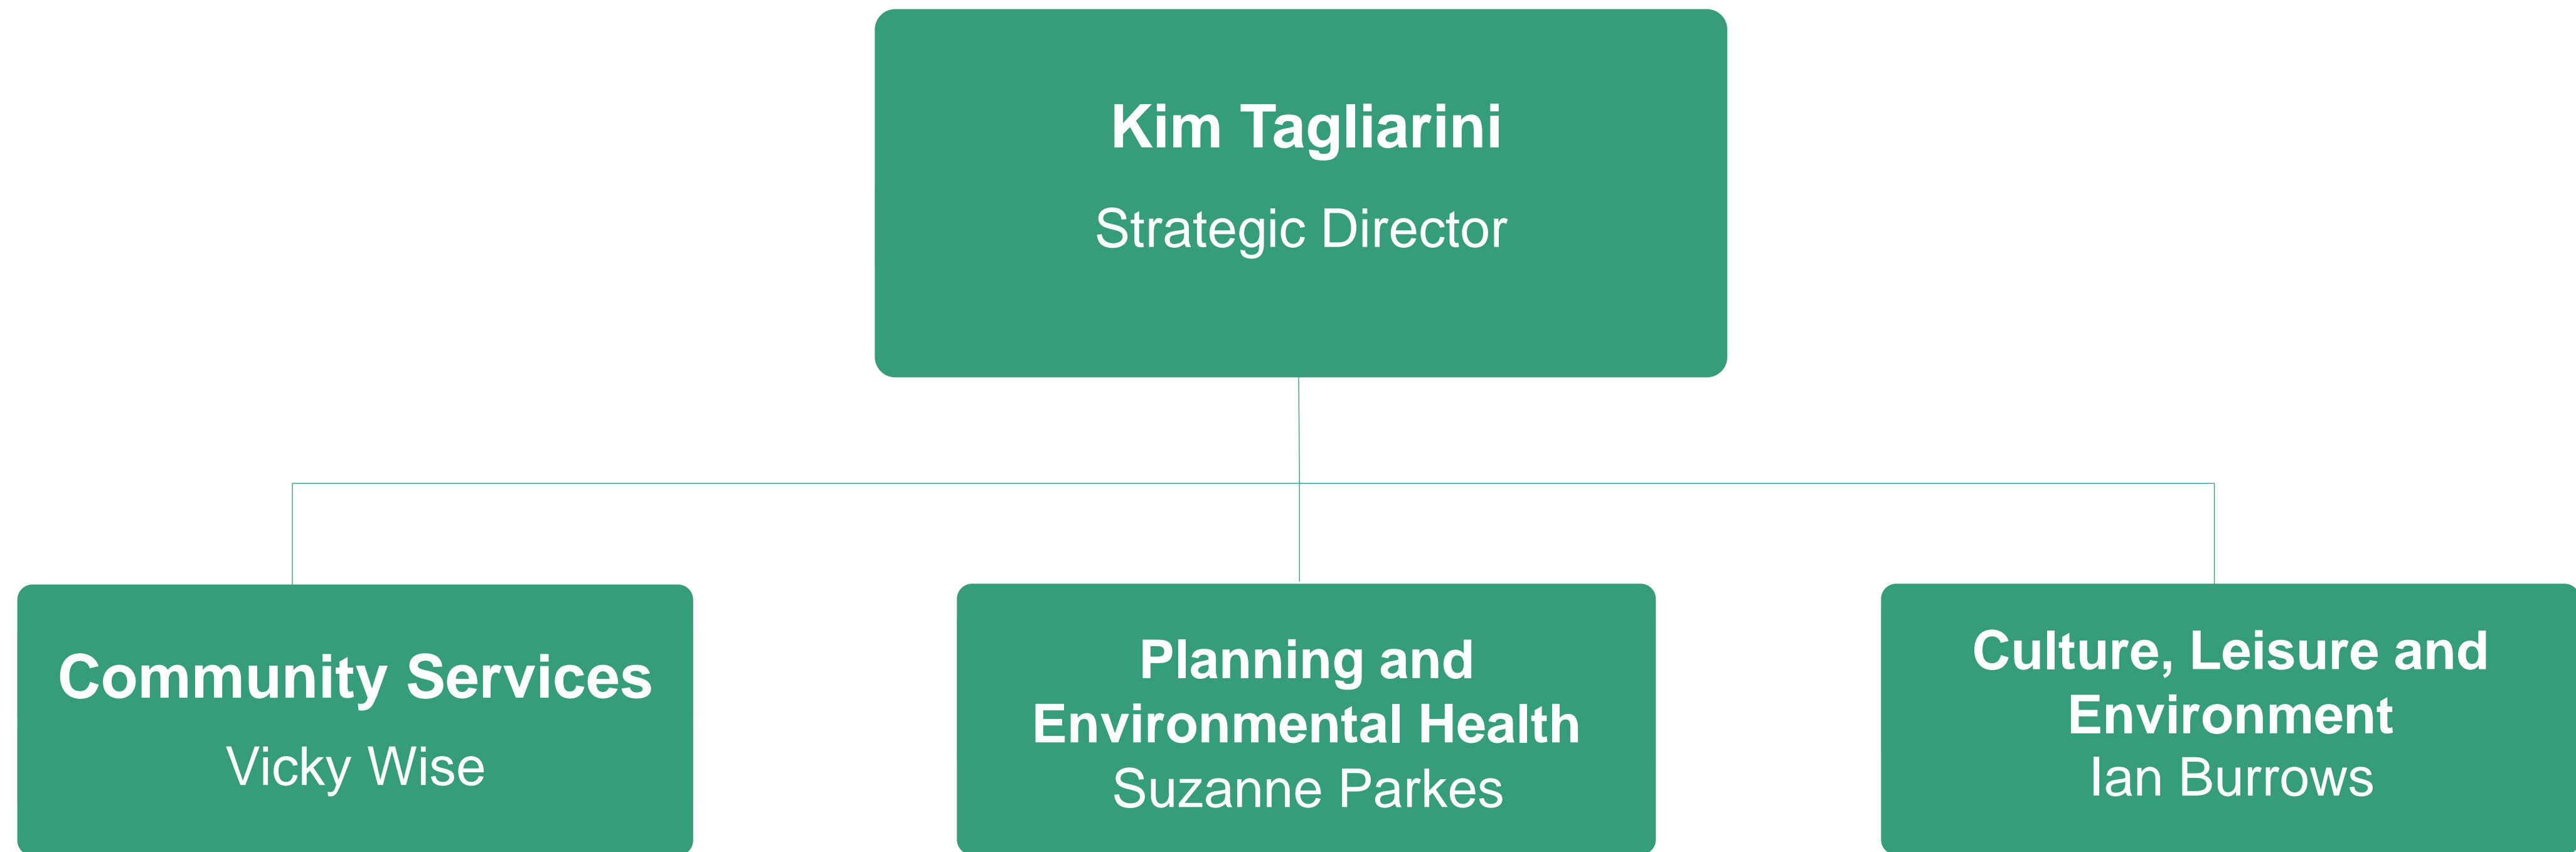 Kim Tagliarini
Strategic Director
Community Services
Vicky Wise
Planning and
Environmental Health
Suzanne Parkes
Culture, Leisure and
Environment
Ian Burrows